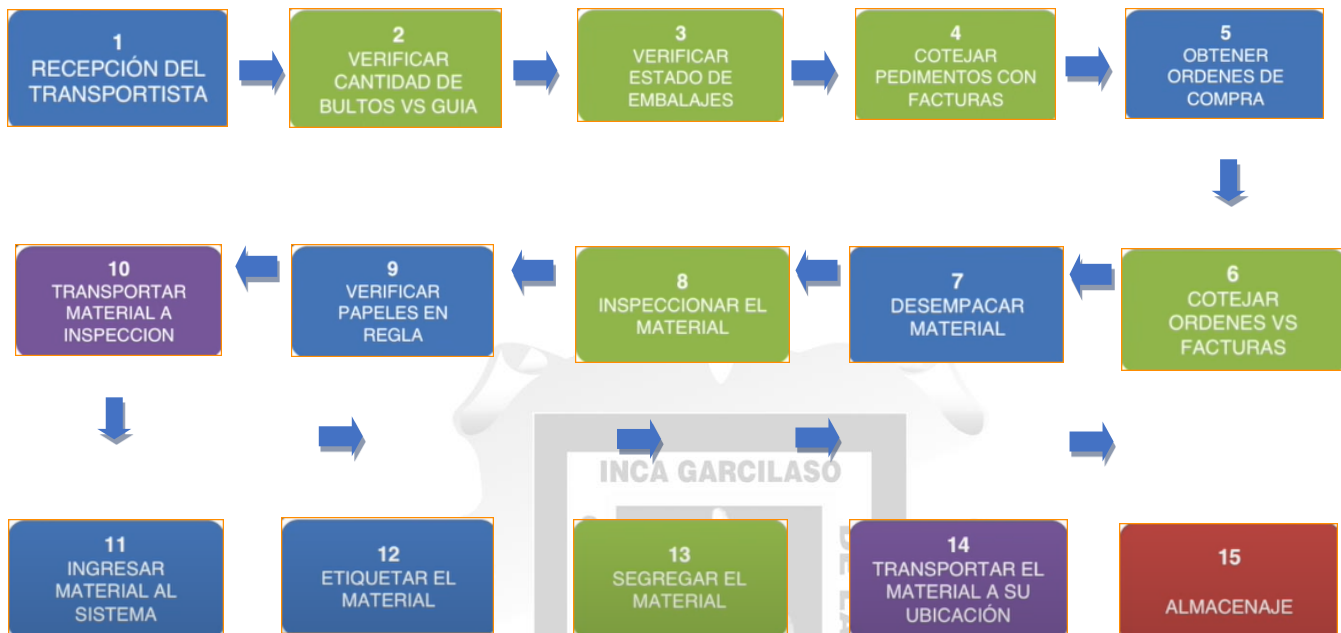 1
RECEPCIÓN DEL
TRANSPORTISTA
2
VERIFICAR
CANTIDAD DE
BULTOS VS GUIA
3
VERIFICAR
ESTADO DE
EMBALAJES
4
COTEJAR
PEDIMENTOS CON
FACTURAS
5
OBTENER
ORDENES DE
COMPRA
10
TRANSPORTAR
MATERIAL A
INSPECCION
9
VERIFICAR
PAPELES EN
REGLA
8
INSPECCIONAR EL
MATERIAL
7
DESEMPACAR
MATERIAL
6
COTEJAR
ORDENES VS
FACTURAS
INCA GARCILASO
DE LA
11
INGRESAR
MATERIAL AL
SISTEMA
12
ETIQUETAR EL
MATERIAL
13
SEGREGAR EL
MATERIAL
14
TRANSPORTAR EL
MATERIAL A SU
UBICACIÓN
15
ALMACENAJE